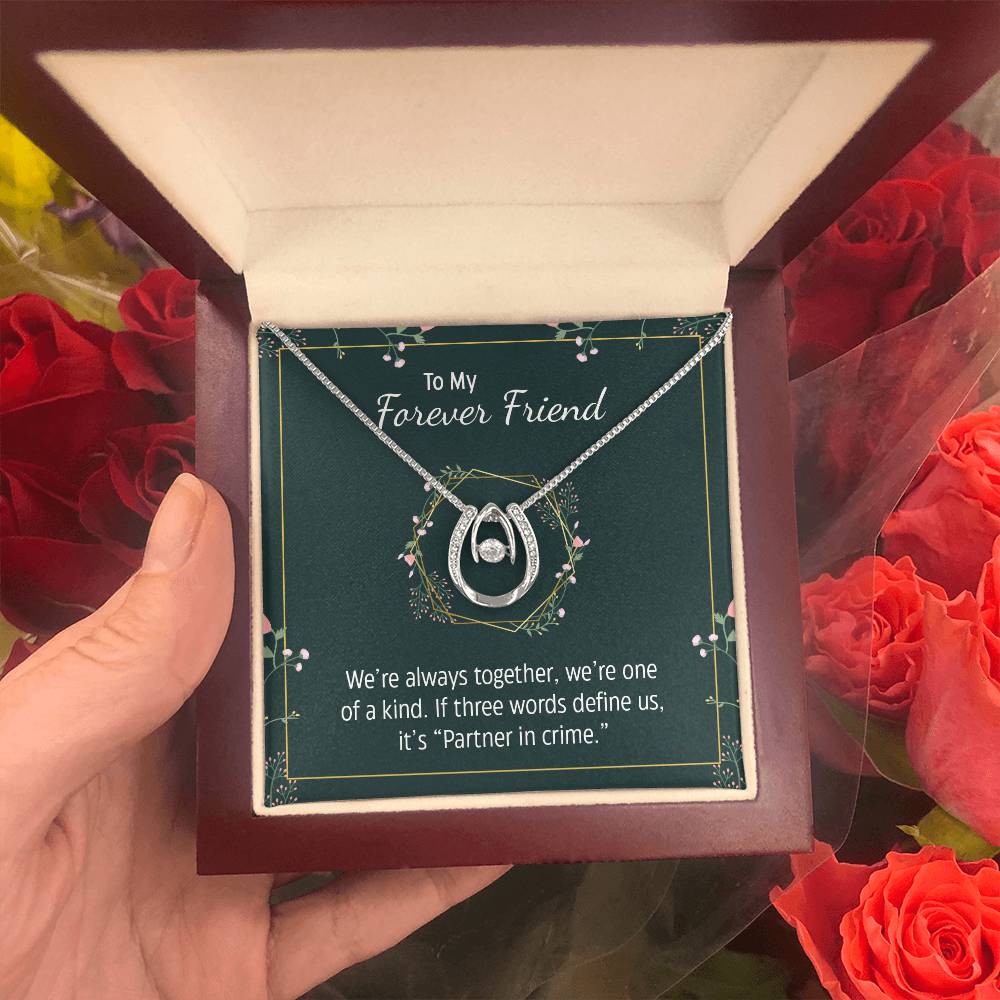 To My
Forever Friend
We’re always together, we’re one
of a kind. If three words define us,
it’s “Partner in crime.”